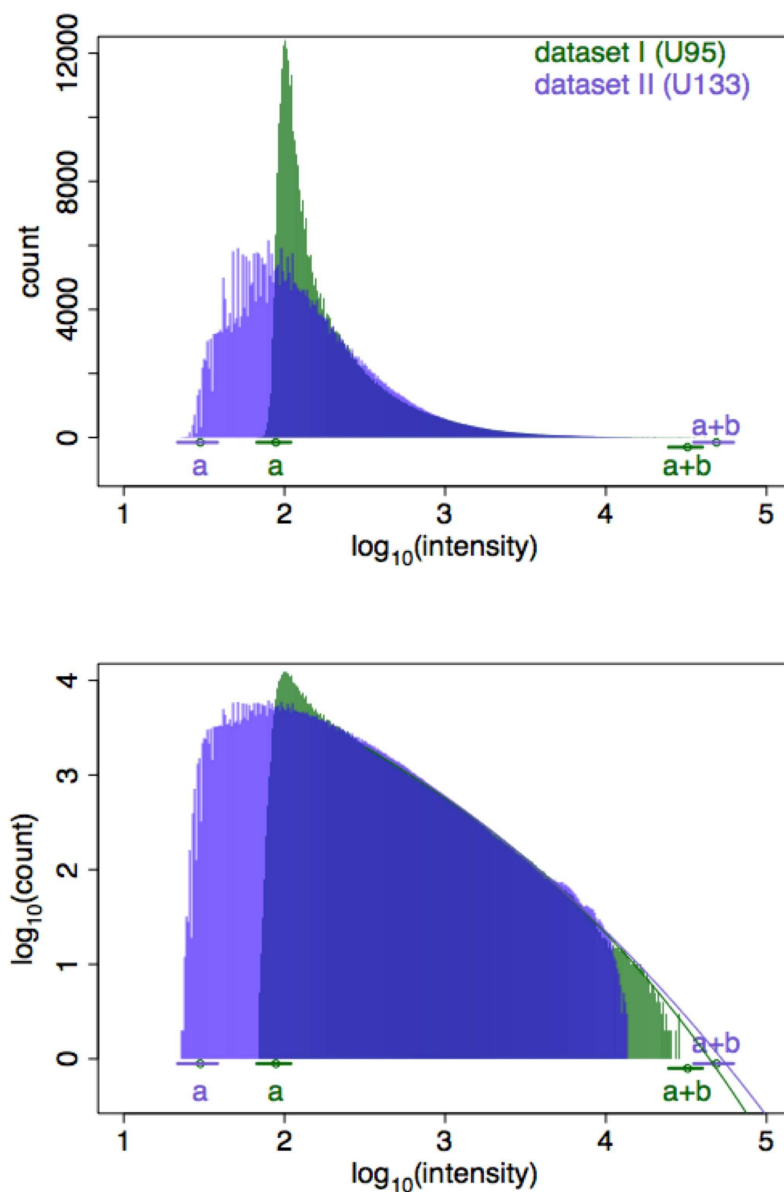 12000
8000
4000
0
count
dataset I (U95)
dataset II (U133)
a
a
a+b
a+b
1
2
3
4
5
log10(intensity)
4
3
2
1
0
log10(count)
a
a
a+b
a+b
1
2
3
4
5
log10(intensity)